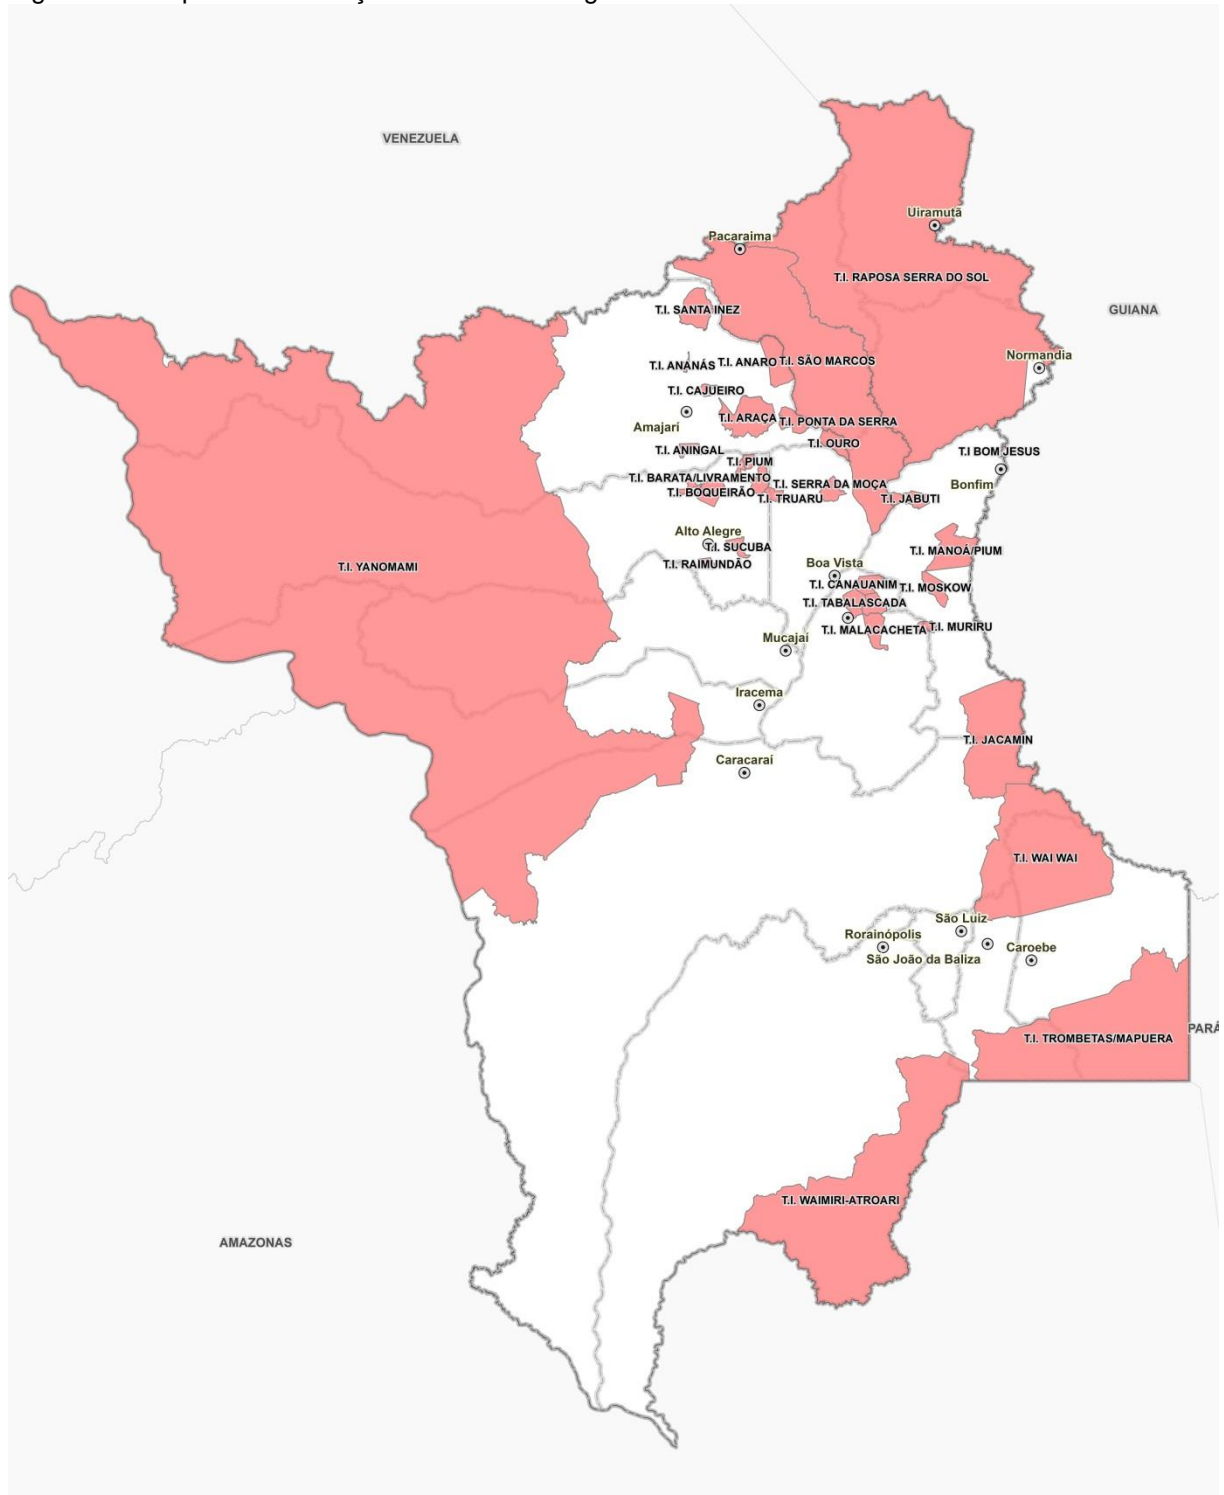 VENEZUELA
Uiramutã
Pacaraima
T.I. RAPOSA SERRA DO SOL
T.I. SANTA INEZ
GUIANA
Normandia
T.I. ANANÁS
T.I. ANARO
T.I. SÃO MARCOS
T.I. CAJUEIRO
T.I. ARAÇA
T.I. PONTA DA SERRA
Amajarí
T.I. OURO
T.I. ANINGAL
T.I BOM JESUS
T.I. PIUM
T.I. BARATA/LIVRAMENTO
T.I. SERRA DA MOÇA
Bonfim
T.I. BOQUEIRÃO
T.I. TRUARU
T.I. JABUTI
Alto Alegre
T.I. SUCUBA
T.I. MANOÁ/PIUM
T.I. YANOMAMI
T.I. RAIMUNDÃO
Boa Vista
T.I. CANAUANIM
T.I. MOSKOW
T.I. TABALASCADA
T.I. MALACACHETA
T.I. MURIRU
Mucajaí
Iracema
T.I. JACAMIN
Caracaraí
T.I. WAI WAI
São Luiz
Rorainópolis
Caroebe
São João da Baliza
PARÁ
T.I. TROMBETAS/MAPUERA
T.I. WAIMIRI-ATROARI
AMAZONAS